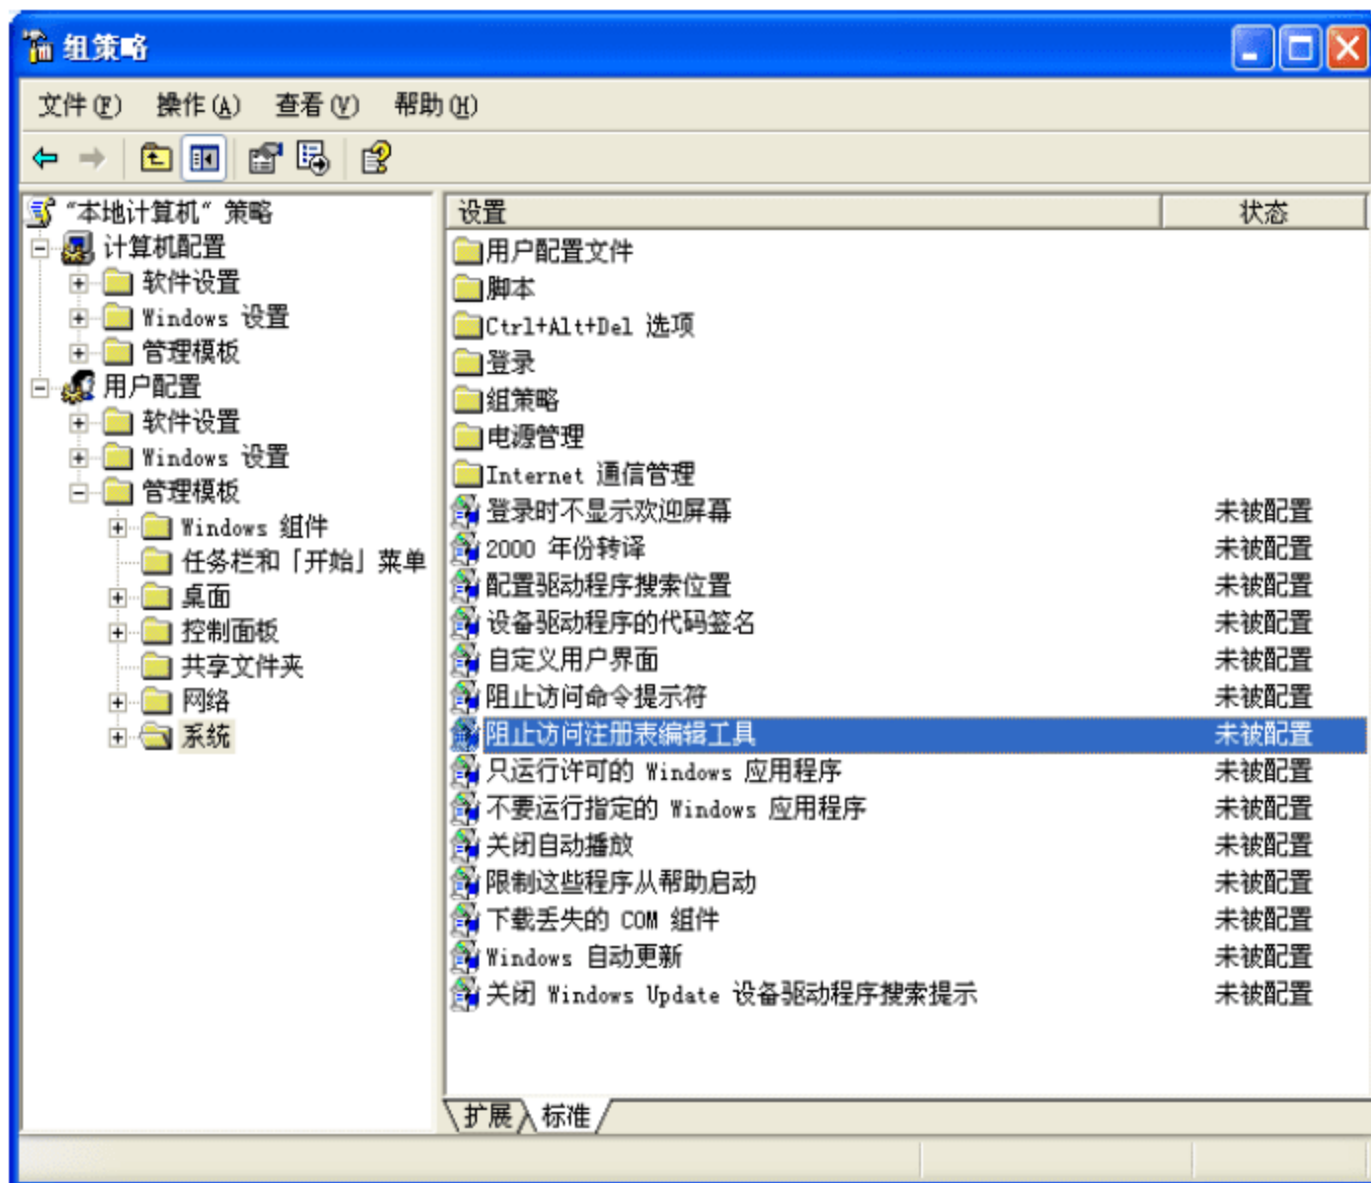 组策略
文件(F) 操作(A) 查看(V) 帮助(H)
“本地计算机“ 策略
计算机配置
软件设置
Windows 设置
管理模板
用户配置
软件设置
Windows 设置
管理模板
Windows 组件
任务栏和「开始」菜单
桌面
控制面板
共享文件夹
网络
系统
设置 状态
用户配置文件
脚本
Ctrl+Alt+Del 选项
登录
组策略
电源管理
Internet 通信管理
登录时不显示欢迎屏幕 未被配置
2000 年份转译 未被配置
配置驱动程序搜索位置 未被配置
设备驱动程序的代码签名 未被配置
自定义用户界面 未被配置
阻止访问命令提示符 未被配置
阻止访问注册表编辑工具 未被配置
只运行许可的 Windows 应用程序 未被配置
不要运行指定的 Windows 应用程序 未被配置
关闭自动播放 未被配置
限制这些程序从帮助启动 未被配置
下载丢失的 COM 组件 未被配置
Windows 自动更新 未被配置
关闭 Windows Update 设备驱动程序搜索提示 未被配置
扩展 标准